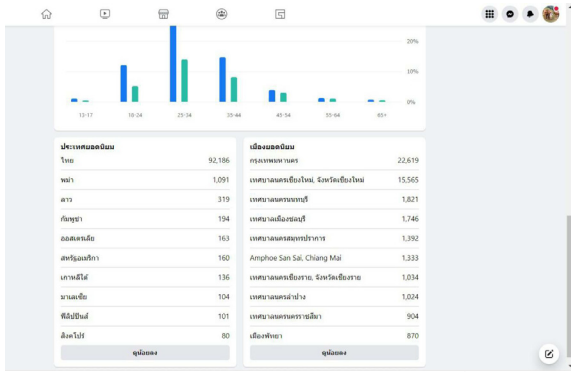 20%
10%
0%
13-17 18-24 25-34 35-44 45-54 55-64 65+
ประเทศยอดนิยม
ไทย 92,186
พม่า 1,091
ลาว 319
กัมพูชา 194
ออสเตรเลีย 163
สหรัฐอเมริกา 160
เกาหลีใต้ 136
มาเลเซีย 104
ฟิลิปปินส์ 101
สิงคโปร์ 80
ดูน้อยลง
เมืองยอดนิยม
กรุงเทพมหานคร 22,619
เทศบาลนครเชียงใหม่, จังหวัดเชียงใหม่ 15,565
เทศบาลนครนนทบุรี 1,821
เทศบาลเมืองชลบุรี 1,746
เทศบาลนครสมุทรปราการ 1,392
Amphoe San Sai, Chiang Mai 1,333
เทศบาลนครเชียงราย, จังหวัดเชียงราย 1,034
เทศบาลนครลำปาง 1,024
เทศบาลนครนครราชสีมา 904
เมืองพัทยา 870
ดูน้อยลง